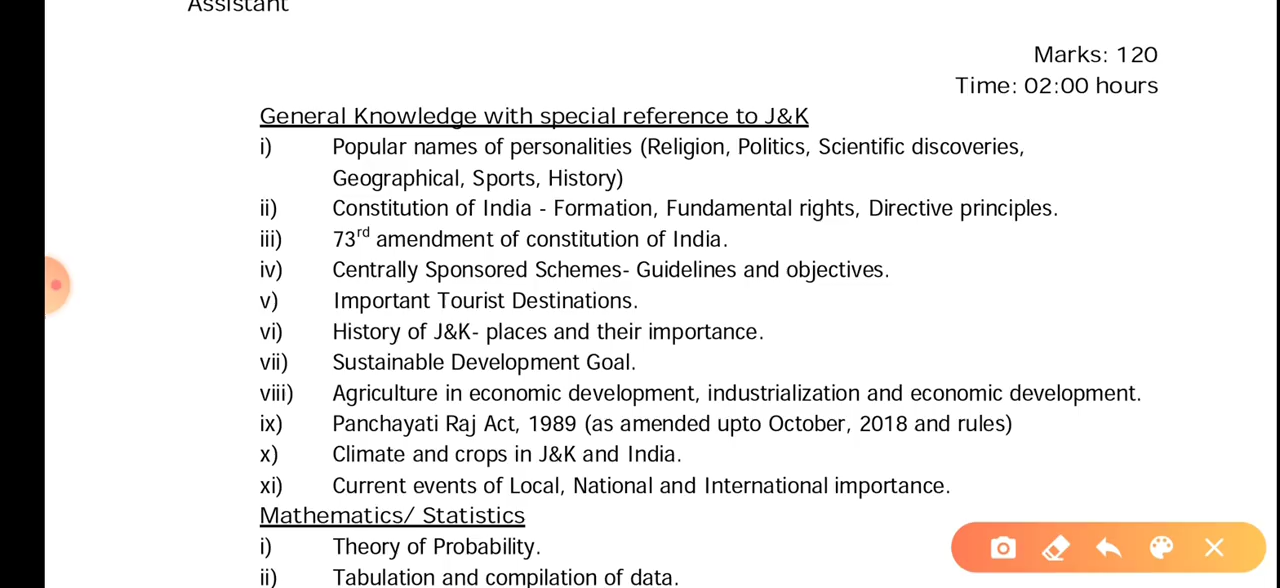 Assistant
Marks: 120
Time: 02:00 hours
General Knowledge with special reference to J&K
i) Popular names of personalities (Religion, Politics, Scientific discoveries,
Geographical, Sports, History)
ii) Constitution of India - Formation, Fundamental rights, Directive principles.
iii) 73rd amendment of constitution of India.
iv) Centrally Sponsored Schemes- Guidelines and objectives.
v) Important Tourist Destinations.
vi) History of J&K- places and their importance.
vii) Sustainable Development Goal.
viii) Agriculture in economic development, industrialization and economic development.
ix) Panchayati Raj Act, 1989 (as amended upto October, 2018 and rules)
x) Climate and crops in J&K and India.
xi) Current events of Local, National and International importance.
Mathematics/ Statistics
i) Theory of Probability.
ii) Tabulation and compilation of data.